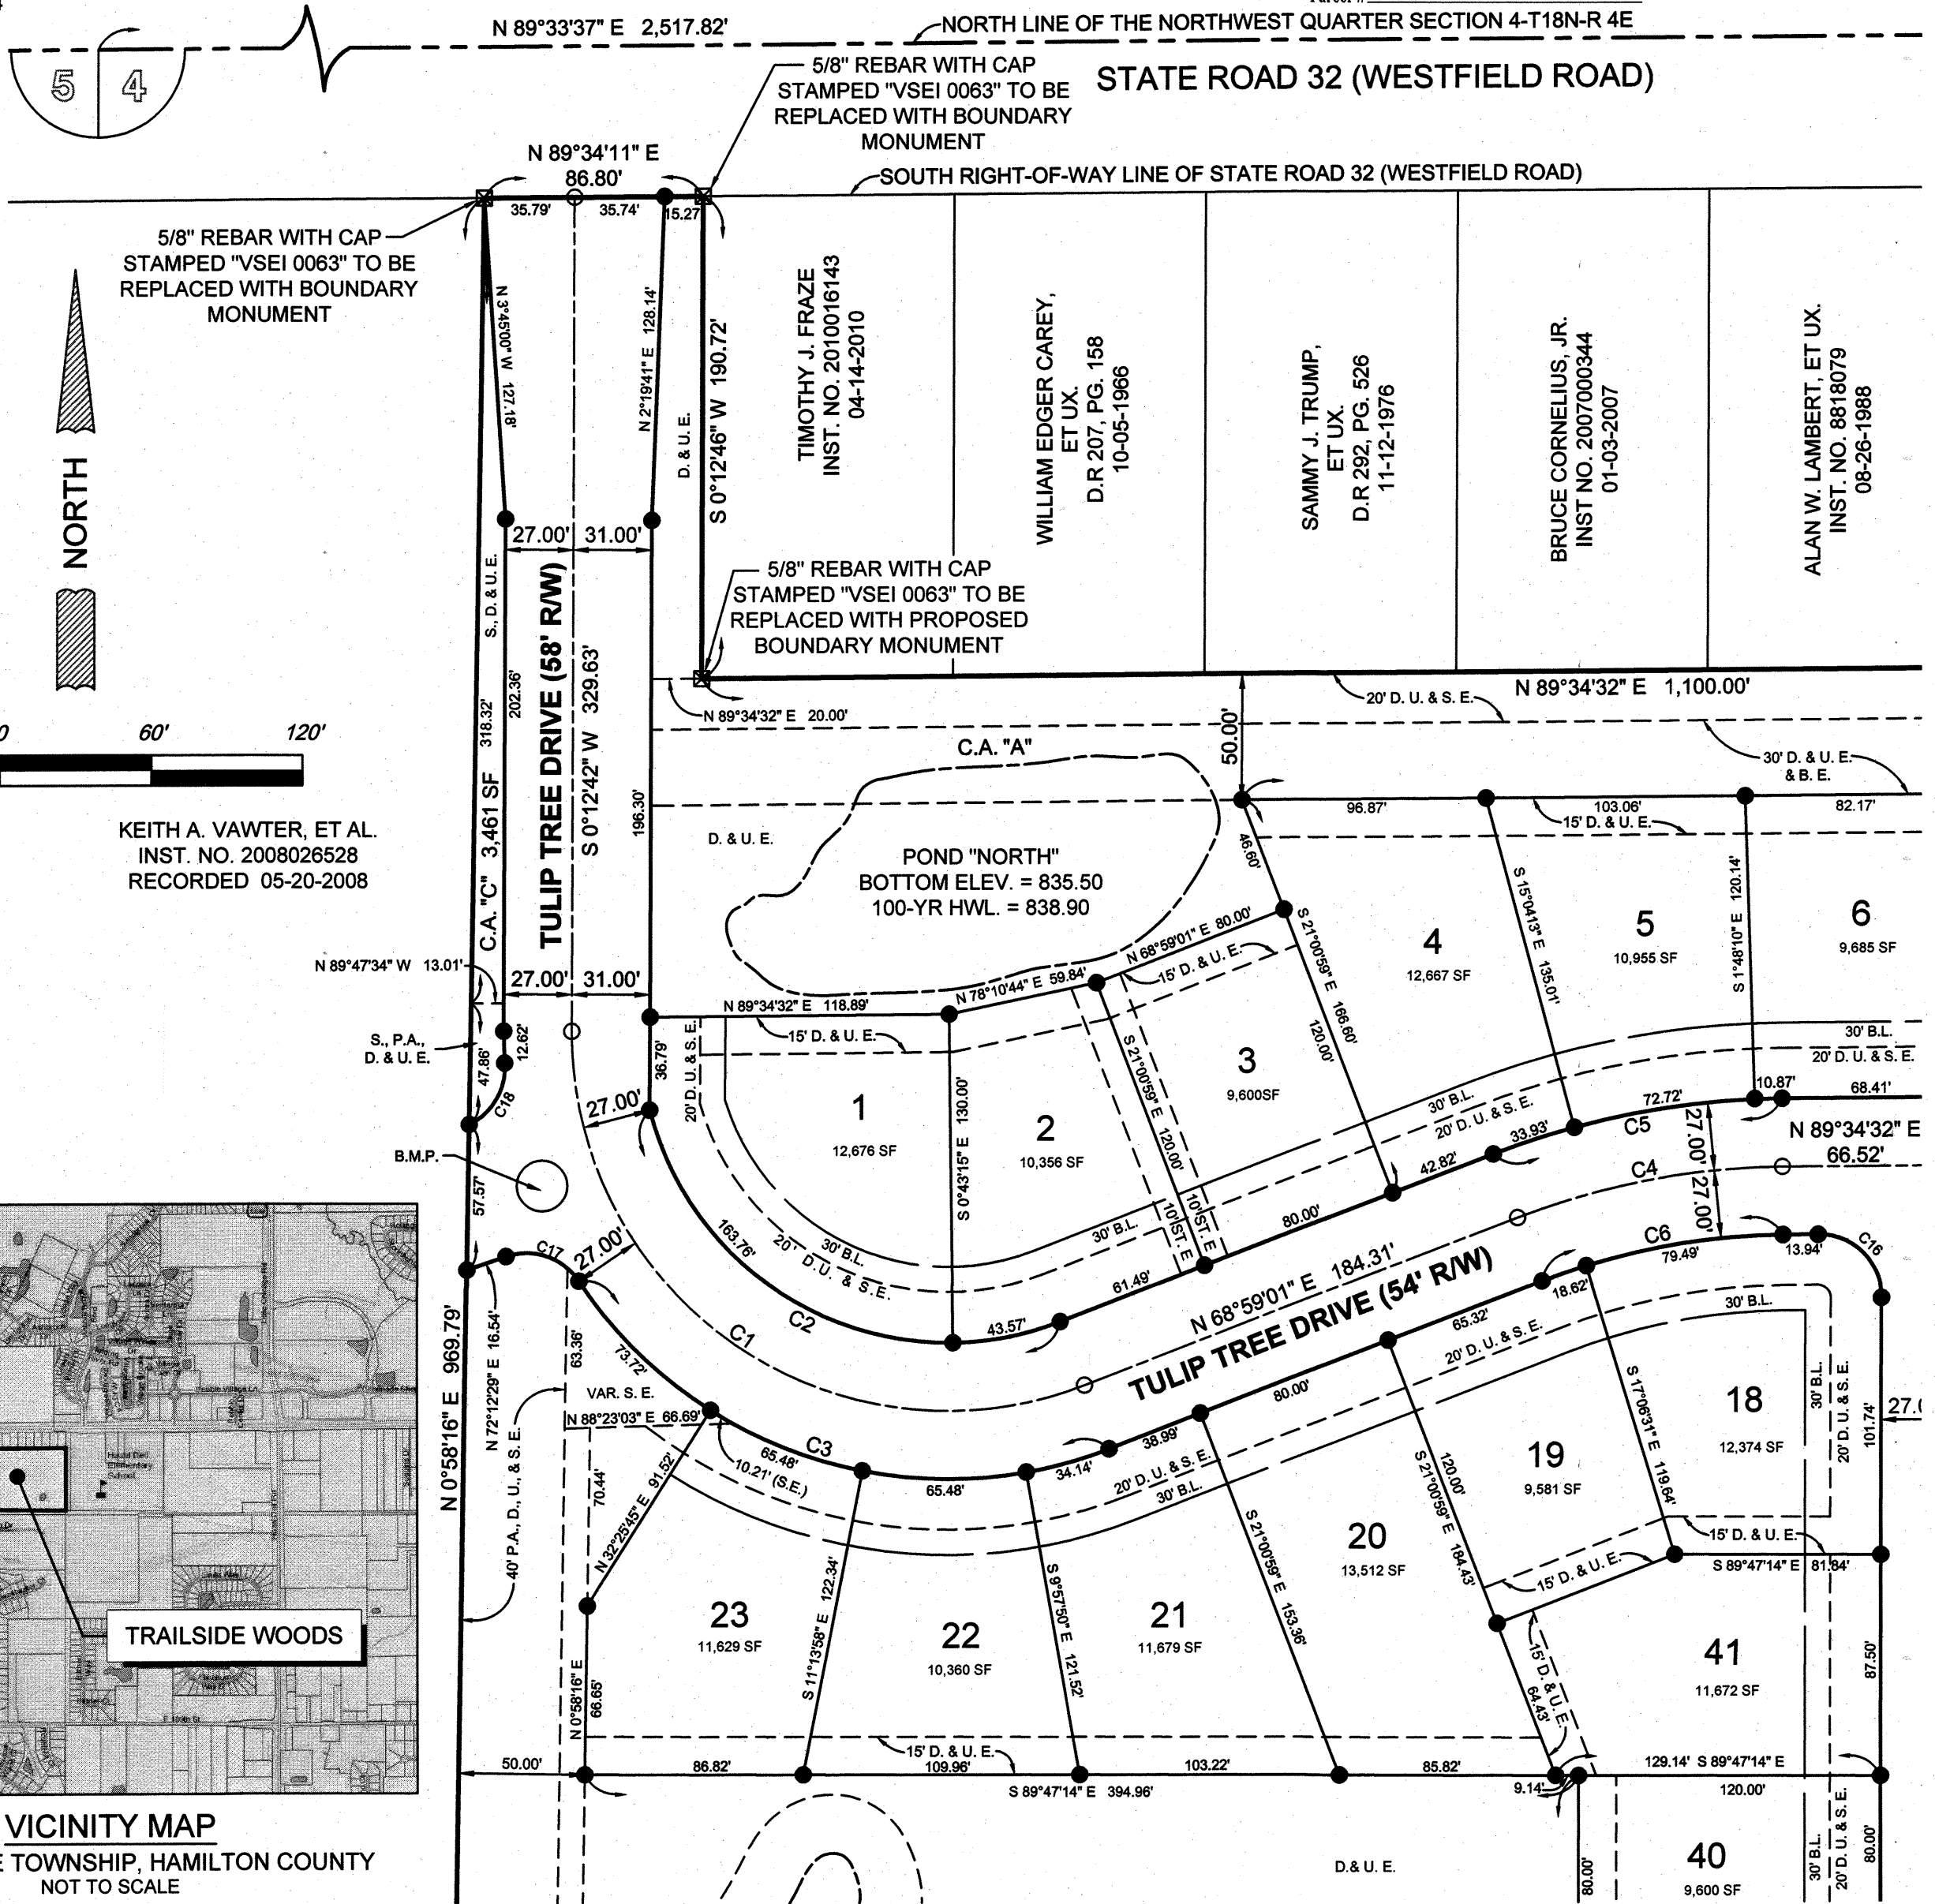 N 89°33'37" E 2,517.82'
NORTH LINE OF THE NORTHWEST QUARTER SECTION 4-T18N-R 4E
5 4
5/8" REBAR WITH CAP
STAMPED "VSEI 0063" TO BE
REPLACED WITH BOUNDARY
MONUMENT
STATE ROAD 32 (WESTFIELD ROAD)
N 89°34'11" E
86.80'
SOUTH RIGHT-OF-WAY LINE OF STATE ROAD 32 (WESTFIELD ROAD)
35.79' 35.74' 15.27'
5/8" REBAR WITH CAP
STAMPED "VSEI 0063" TO BE
REPLACED WITH BOUNDARY
MONUMENT
N 3°45'00" W 127.18'
N 2°19'41" E 128.14'
D. & U. E.
S 0°12'46" W 190.72'
TIMOTHY J. FRAZE
INST. NO. 2010016143
04-14-2010
WILLIAM EDGER CAREY,
ET UX.
D.R 207, PG. 158
10-05-1966
SAMMY J. TRUMP,
ET UX.
D.R 292, PG. 526
11-12-1976
BRUCE CORNELIUS, JR.
INST NO. 2007000344
01-03-2007
ALAN W. LAMBERT, ET UX.
INST. NO. 8818079
08-26-1988
NORTH
27.00' 31.00'
5/8" REBAR WITH CAP
STAMPED "VSEI 0063" TO BE
REPLACED WITH PROPOSED
BOUNDARY MONUMENT
S., D. & U. E.
202.36'
318.32'
C.A. "C" 3,461 SF
TULIP TREE DRIVE (58' R/W)
S 0°12'42" W 329.63'
196.30'
N 89°34'32" E 20.00'
20' D. U. & S.E.
N 89°34'32" E 1,100.00'
60' 120'
C.A. "A"
50.00'
30' D. & U. E.
& B. E.
KEITH A. VAWTER, ET AL.
INST. NO. 2008026528
RECORDED 05-20-2008
D. & U. E.
POND "NORTH"
BOTTOM ELEV. = 835.50
100-YR HWL. = 838.90
96.87' 103.06' 82.17'
15' D. & U. E.
46.60'
S 21°00'59" E 166.60'
120.00'
4
12,667 SF
S 15°04'13" E 135.01'
5
10,955 SF
S 1°48'10" E 120.14'
6
9,685 SF
N 89°47'34" W 13.01'
27.00' 31.00'
N 89°34'32" E 118.89'
N 78°10'44" E 59.84'
N 68°59'01" E 80.00'
15' D. & U. E.
15' D. & U. E.
S., P.A.,
D. & U. E.
47.86'
12.62'
C18
36.79'
20' D. U. & S. E.
27.00'
1
12,676 SF
S 0°43'15" E 130.00'
2
10,356 SF
S 21°00'59" E 120.00'
10' ST. E
10' ST. E
3
9,600SF
30' B.L.
20' D. U. & S. E.
30' B.L.
20' D. U. & S. E.
B.M.P.
57.57'
163.76'
C2
30' B.L.
20' D.U. & S.E.
30' B.L.
43.57' 61.49' 80.00' 42.82' 33.93'
72.72'
C5
10.87' 68.41'
27.00'
27.00'
C4
N 89°34'32" E
66.52'
C17
27.00'
C1
N 68°59'01" E 184.31'
TULIP TREE DRIVE (54' R/W)
C6
79.49'
13.94'
C16
18.62'
65.32'
80.00'
38.99'
34.14'
N 72°12'29" E 16.54'
N 0°58'16" E 969.79'
63.36'
73.72'
VAR. S. E.
N 88°23'03" E 66.69'
C3
65.48'
10.21' (S.E.)
65.48'
20' D. U. & S. E.
30' B.L.
20' D. U. & S. E.
30' B.L.
30' B.L.
20' D. U. & S.E.
101.74'
40' P.A., D., U., & S. E.
70.44'
N 32°25'45" E 91.52'
S 11°13'58" E 122.34'
S 9°57'50" E 121.52'
S 21°00'59" E 153.36'
120.00'
S 21°00'59" E 184.43'
S 17°06'31" E 119.64'
18
12,374 SF
19
9,581 SF
20
13,512 SF
15' D. & U. E.
15' D. & U. E.
S 89°47'14" E 81.84'
21
11,679 SF
22
10,360 SF
23
11,629 SF
N 0°58'16" E
66.65'
41
11,672 SF
15' D. & U.E.
64.43'
87.50'
TRAILSIDE WOODS
50.00' 86.82' 15' D. & U. E. 109.96' 103.22' 85.82' 129.14' S 89°47'14" E
S 89°47'14" E 394.96' 9.14' 120.00'
D.& U. E.
80.00'
40
9,600 SF
30' B.L.
20' D. U. & S. E.
80.00'
VICINITY MAP
TOWNSHIP, HAMILTON COUNTY
NOT TO SCALE